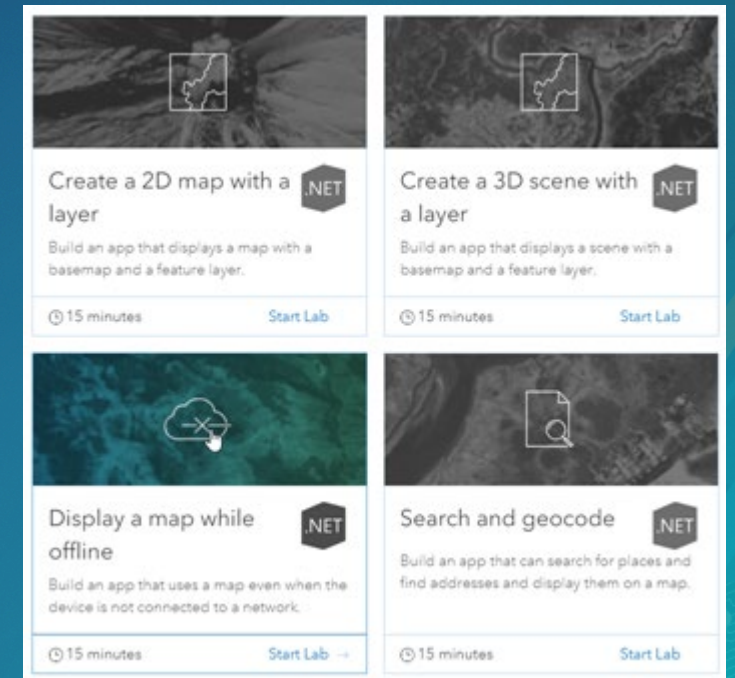 Create a 2D map with a
layer
.NET
Build an app that displays a map with a
basemap and a feature layer.
15 minutes
Start Lab
Create a 3D scene with
a layer
.NET
Build an app that displays a scene with a
basemap and a feature layer.
15 minutes
Start Lab
Display a map while
offline
.NET
Build an app that uses a map even when the
device is not connected to a network.
15 minutes
Start Lab →
Search and geocode
.NET
Build an app that can search for places and
find addresses and display them on a map.
15 minutes
Start Lab